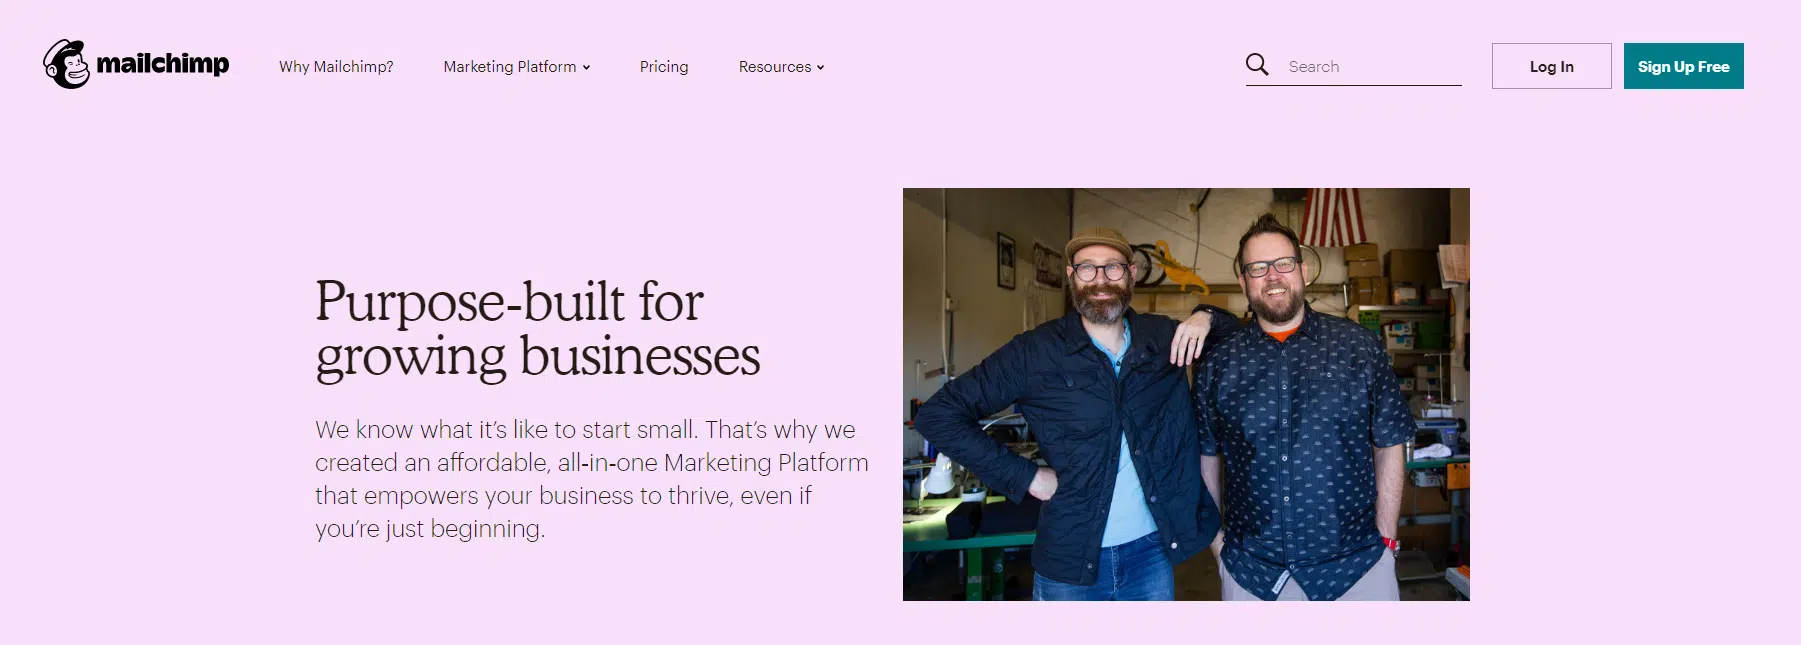 mailchimp
Why Mailchimp?
Marketing Platform
Pricing
Resources
Search
Log In
Sign Up Free
Purpose-built for
growing businesses
We know what it’s like to start small. That’s why we
created an affordable, all-in-one Marketing Platform
that empowers your business to thrive, even if
you’re just beginning.